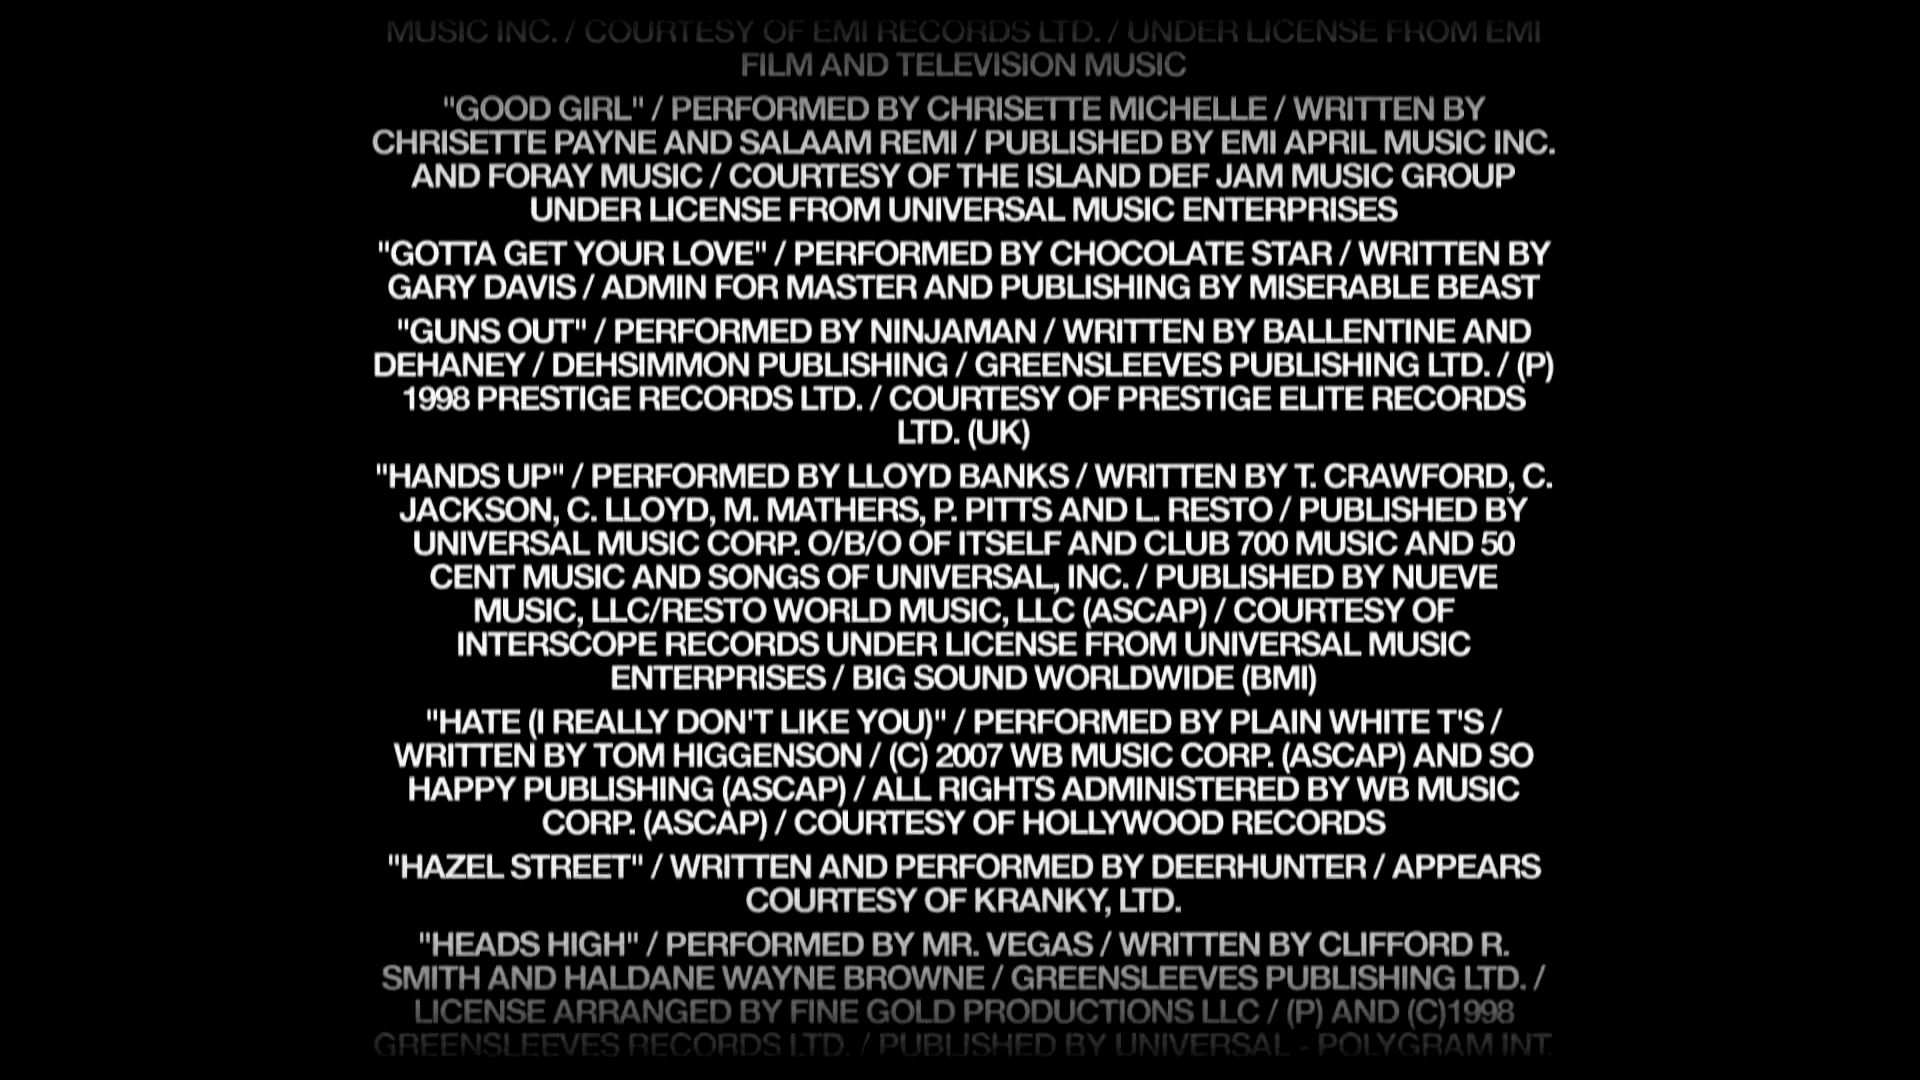 MUSIC INC. / COURTESY OF EMI RECORDS LTD. / UNDER LICENSE FROM EMI
FILM AND TELEVISION MUSIC
"GOOD GIRL" / PERFORMED BY CHRISETTE MICHELLE / WRITTEN BY
CHRISETTE PAYNE AND SALAAM REMI / PUBLISHED BY EMI APRIL MUSIC INC.
AND FORAY MUSIC / COURTESY OF THE ISLAND DEF JAM MUSIC GROUP
UNDER LICENSE FROM UNIVERSAL MUSIC ENTERPRISES
"GOTTA GET YOUR LOVE" / PERFORMED BY CHOCOLATE STAR / WRITTEN BY
GARY DAVIS / ADMIN FOR MASTER AND PUBLISHING BY MISERABLE BEAST
"GUNS OUT" / PERFORMED BY NINJAMAN / WRITTEN BY BALLENTINE AND
DEHANEY / DEHSIMMON PUBLISHING / GREENSLEEVES PUBLISHING LTD. / (P)
1998 PRESTIGE RECORDS LTD. / COURTESY OF PRESTIGE ELITE RECORDS
LTD. (UK)
"HANDS UP" / PERFORMED BY LLOYD BANKS / WRITTEN BY T. CRAWFORD, C.
JACKSON, C. LLOYD, M. MATHERS, P. PITTS AND L. RESTO / PUBLISHED BY
UNIVERSAL MUSIC CORP. O/B/O OF ITSELF AND CLUB 700 MUSIC AND 50
CENT MUSIC AND SONGS OF UNIVERSAL, INC. / PUBLISHED BY NUEVE
MUSIC, LLC/RESTO WORLD MUSIC, LLC (ASCAP) / COURTESY OF
INTERSCOPE RECORDS UNDER LICENSE FROM UNIVERSAL MUSIC
ENTERPRISES / BIG SOUND WORLDWIDE (BMI)
"HATE (I REALLY DON'T LIKE YOU)" / PERFORMED BY PLAIN WHITE T'S /
WRITTEN BY TOM HIGGENSON / (C) 2007 WB MUSIC CORP. (ASCAP) AND SO
HAPPY PUBLISHING (ASCAP) / ALL RIGHTS ADMINISTERED BY WB MUSIC
CORP. (ASCAP) / COURTESY OF HOLLYWOOD RECORDS
"HAZEL STREET" / WRITTEN AND PERFORMED BY DEERHUNTER / APPEARS
COURTESY OF KRANKY, LTD.
"HEADS HIGH" / PERFORMED BY MR. VEGAS / WRITTEN BY CLIFFORD R.
SMITH AND HALDANE WAYNE BROWNE / GREENSLEEVES PUBLISHING LTD. /
LICENSE ARRANGED BY FINE GOLD PRODUCTIONS LLC / (P) AND (C)1998
GREENSLEEVES RECORDS LTD. / PUBLISHED BY UNIVERSAL - POLYGRAM INT.